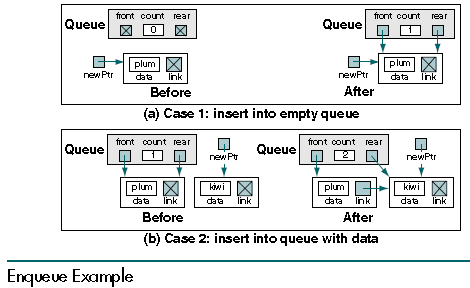 front count rear
Queue 0
newPtr plum
data link
Before
front count rear
Queue 1
newPtr plum
data link
After
(a) Case 1: insert into empty queue
front count rear
Queue 1
newPtr
plum kiwi
data link data link
Before
front count rear
Queue 2
newPtr
plum kiwi
data link data link
After
(b) Case 2: insert into queue with data
Enqueue Example